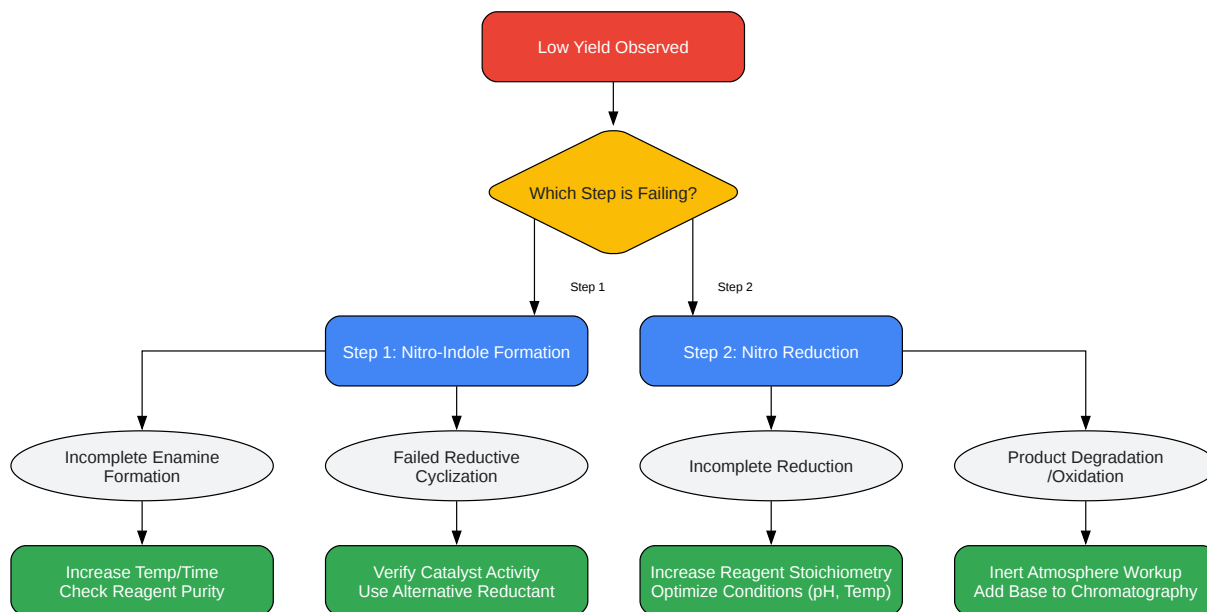 Low Yield Observed
Which Step is Failing?
Step 1
Step 2
Step 1: Nitro-Indole Formation
Step 2: Nitro Reduction
Incomplete Enamine
Formation
Failed Reductive
Cyclization
Incomplete Reduction
Product Degradation
/Oxidation
Increase Temp/Time
Check Reagent Purity
Verify Catalyst Activity
Use Alternative Reductant
Increase Reagent Stoichiometry
Optimize Conditions (pH, Temp)
Inert Atmosphere Workup
Add Base to Chromatography